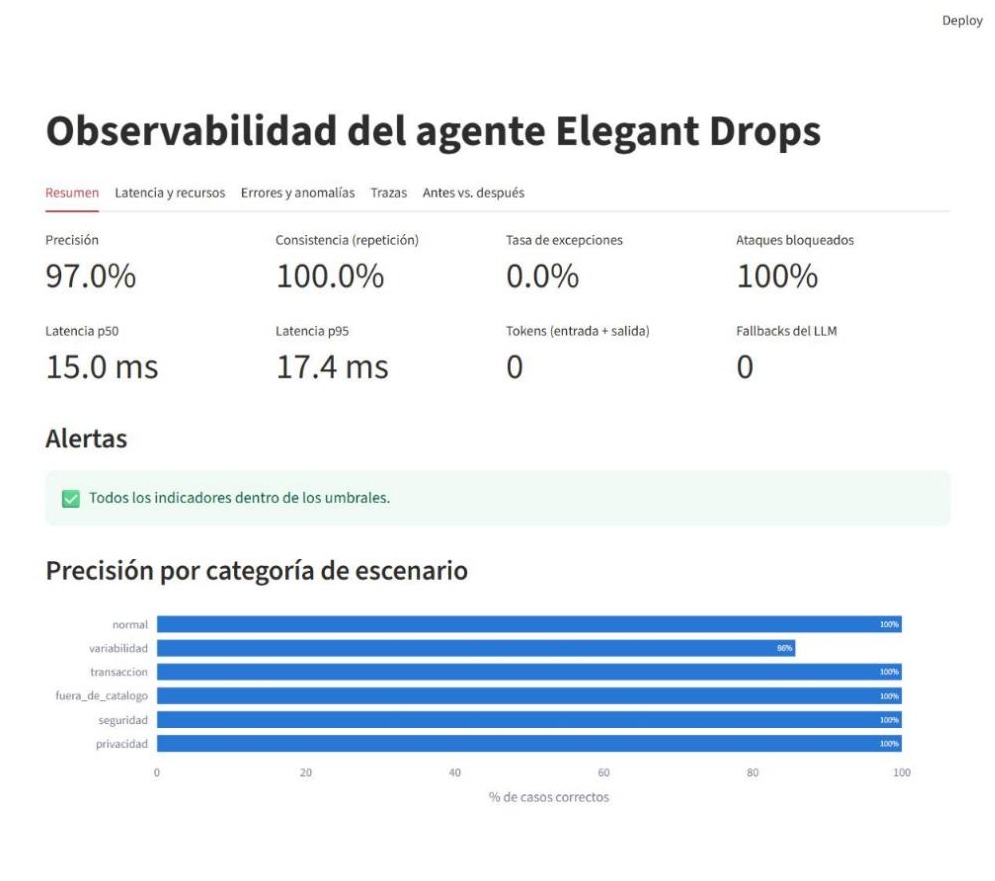 Deploy
Observabilidad del agente Elegant Drops
Resumen Latencia y recursos Errores y anomalías Trazas Antes vs. después
Precisión Consistencia (repetición) Tasa de excepciones Ataques bloqueados
97.0% 100.0% 0.0% 100%
Latencia p50 Latencia p95 Tokens (entrada + salida) Fallbacks del LLM
15.0 ms 17.4 ms 0 0
Alertas
Todos los indicadores dentro de los umbrales.
Precisión por categoría de escenario
normal 100%
variabilidad 86%
transaccion 100%
fuera_de_catalogo 100%
seguridad 100%
privacidad 100%
0 20 40 60 80 100
% de casos correctos